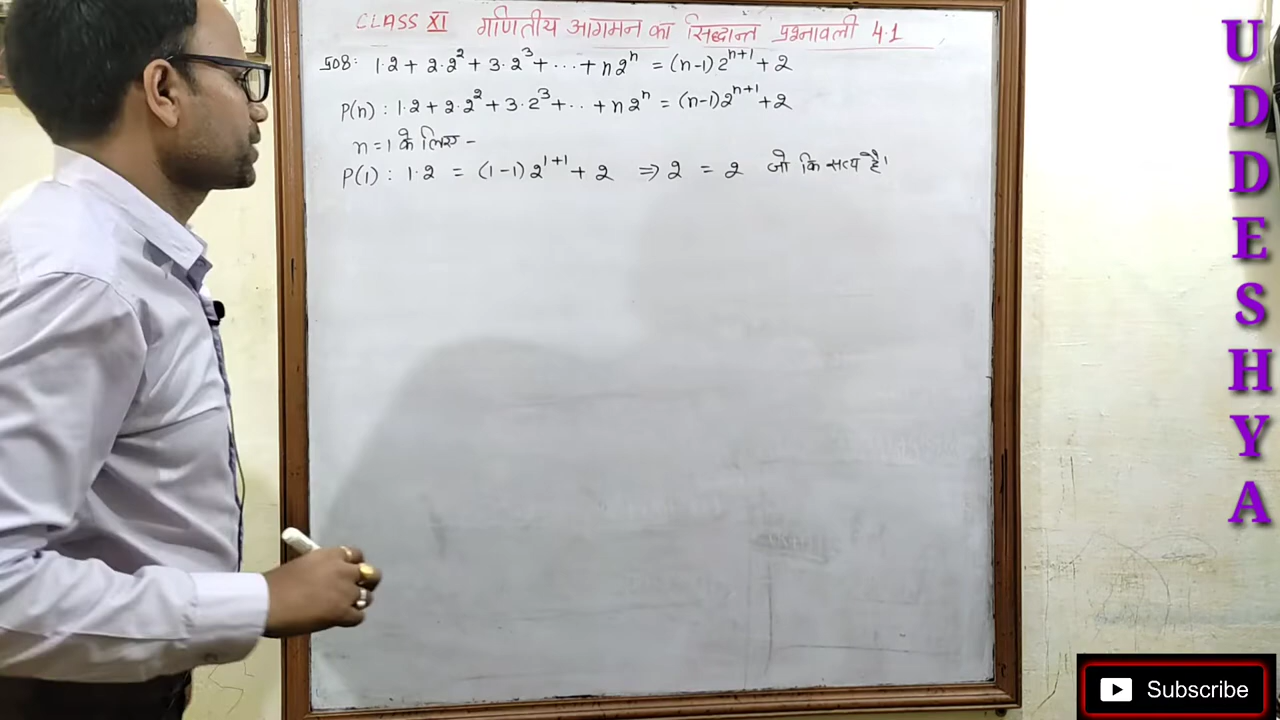 CLASS XI गणितीय आगमन का सिद्धान्त प्रश्नावली 4.1
प्र08: 1·2 + 2·2² + 3·2³ + ··· + n2ⁿ = (n-1)2ⁿ⁺¹ + 2
P(n) : 1·2 + 2·2² + 3·2³ + ··· + n2ⁿ = (n-1)2ⁿ⁺¹ + 2
n = 1 के लिए -
P(1) : 1·2 = (1-1)2¹⁺¹ + 2 ⇒ 2 = 2 जो कि सत्य है।
UDDESHYA
Subscribe